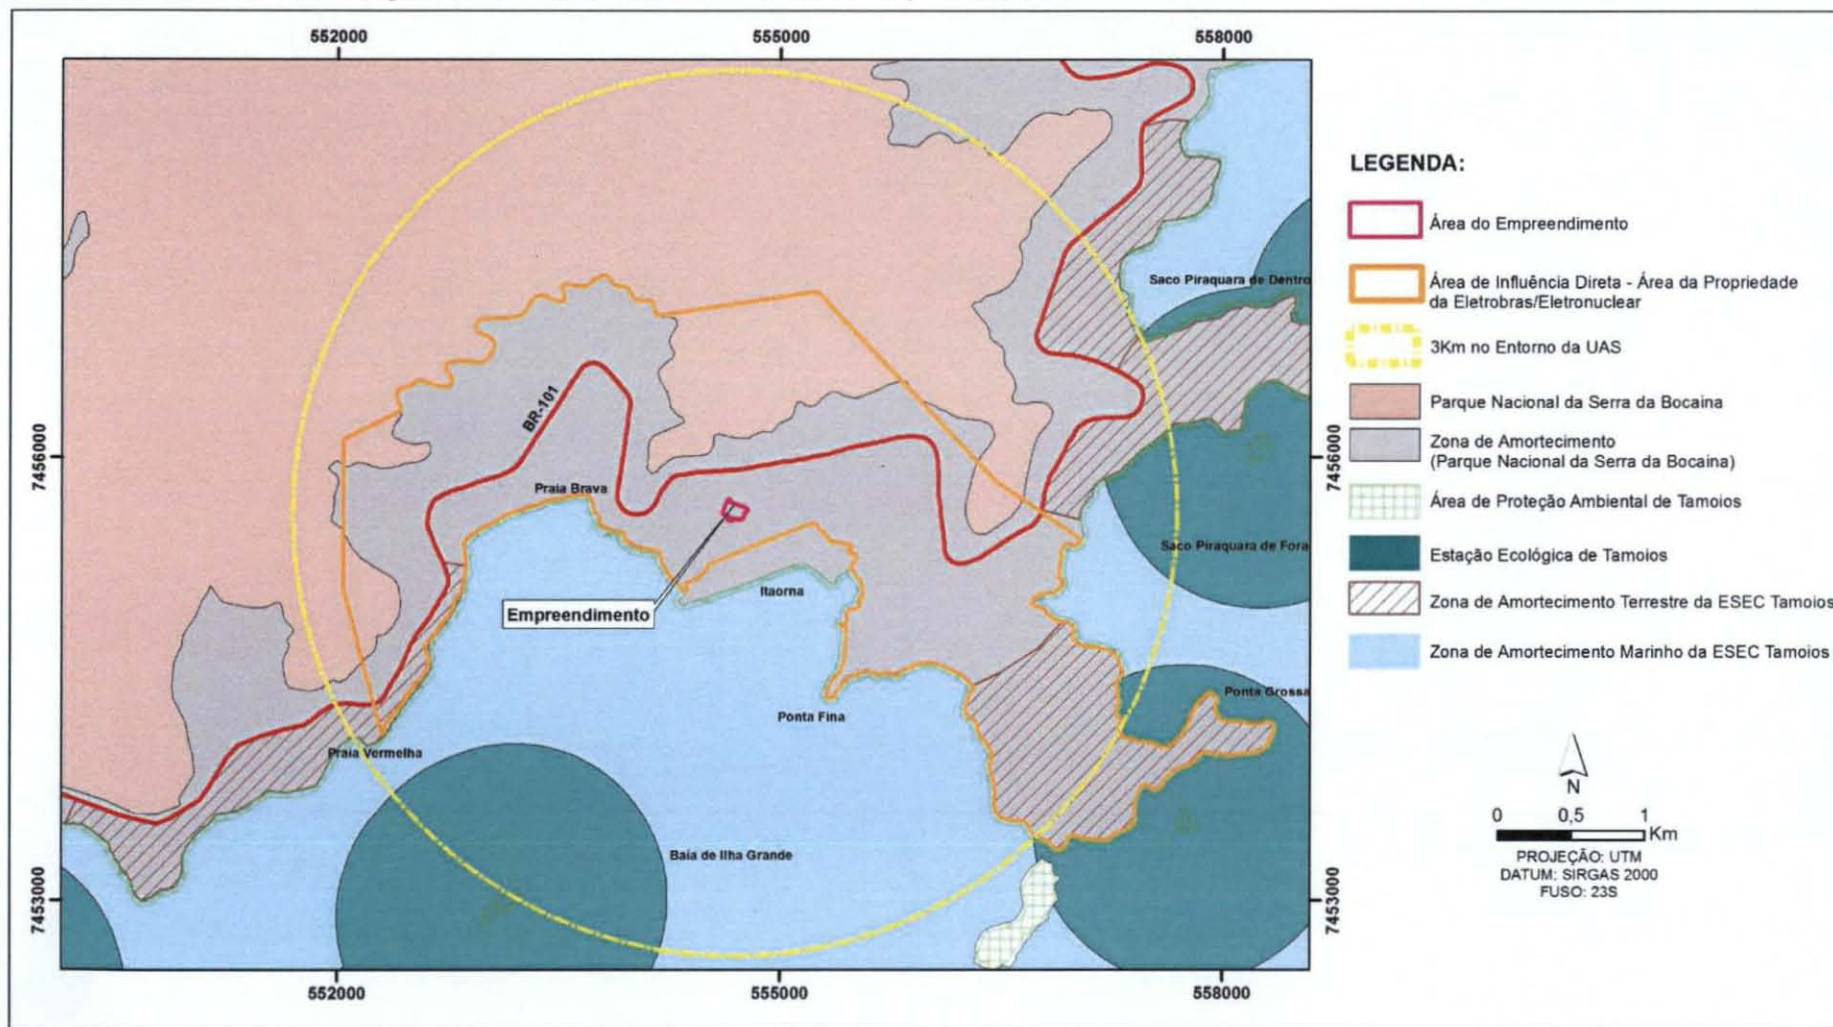 552000
555000
558000
7456000
7453000
7456000
7453000
552000
555000
558000
BR-101
Praia Brava
Empreendimento
Itaorna
Ponta Fina
Praia Vermelha
Baía de Ilha Grande
Saco Piraquara de Dentro
Saco Piraquara de Fora
Ponta Grossa
LEGENDA:
Área do Empreendimento
Área de Influência Direta - Área da Propriedade
da Eletrobras/Eletronuclear
3Km no Entorno da UAS
Parque Nacional da Serra da Bocaina
Zona de Amortecimento
(Parque Nacional da Serra da Bocaina)
Área de Proteção Ambiental de Tamoios
Estação Ecológica de Tamoios
Zona de Amortecimento Terrestre da ESEC Tamoios
Zona de Amortecimento Marinho da ESEC Tamoios
N
0 0,5 1
Km
PROJEÇÃO: UTM
DATUM: SIRGAS 2000
FUSO: 23S